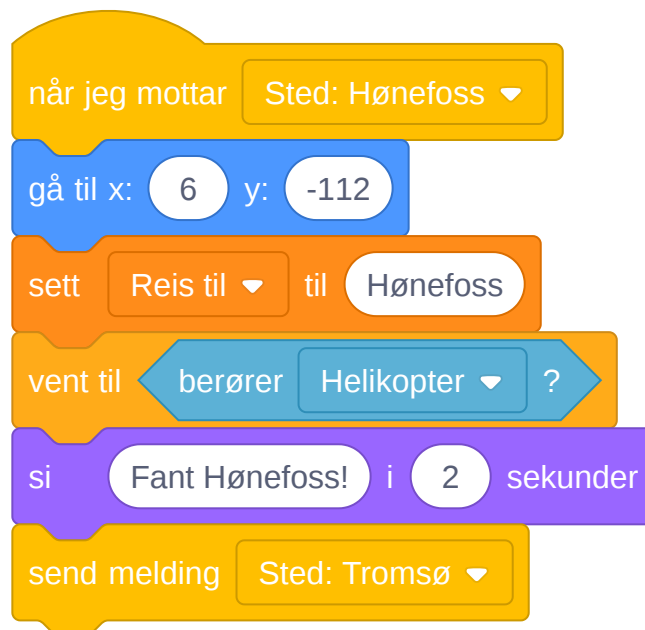 når jeg mottar Sted: Hønefoss
gå til x: 6 y: -112
sett Reis til til Hønefoss
vent til berører Helikopter ?
si Fant Hønefoss! i 2 sekunder
send melding Sted: Tromsø